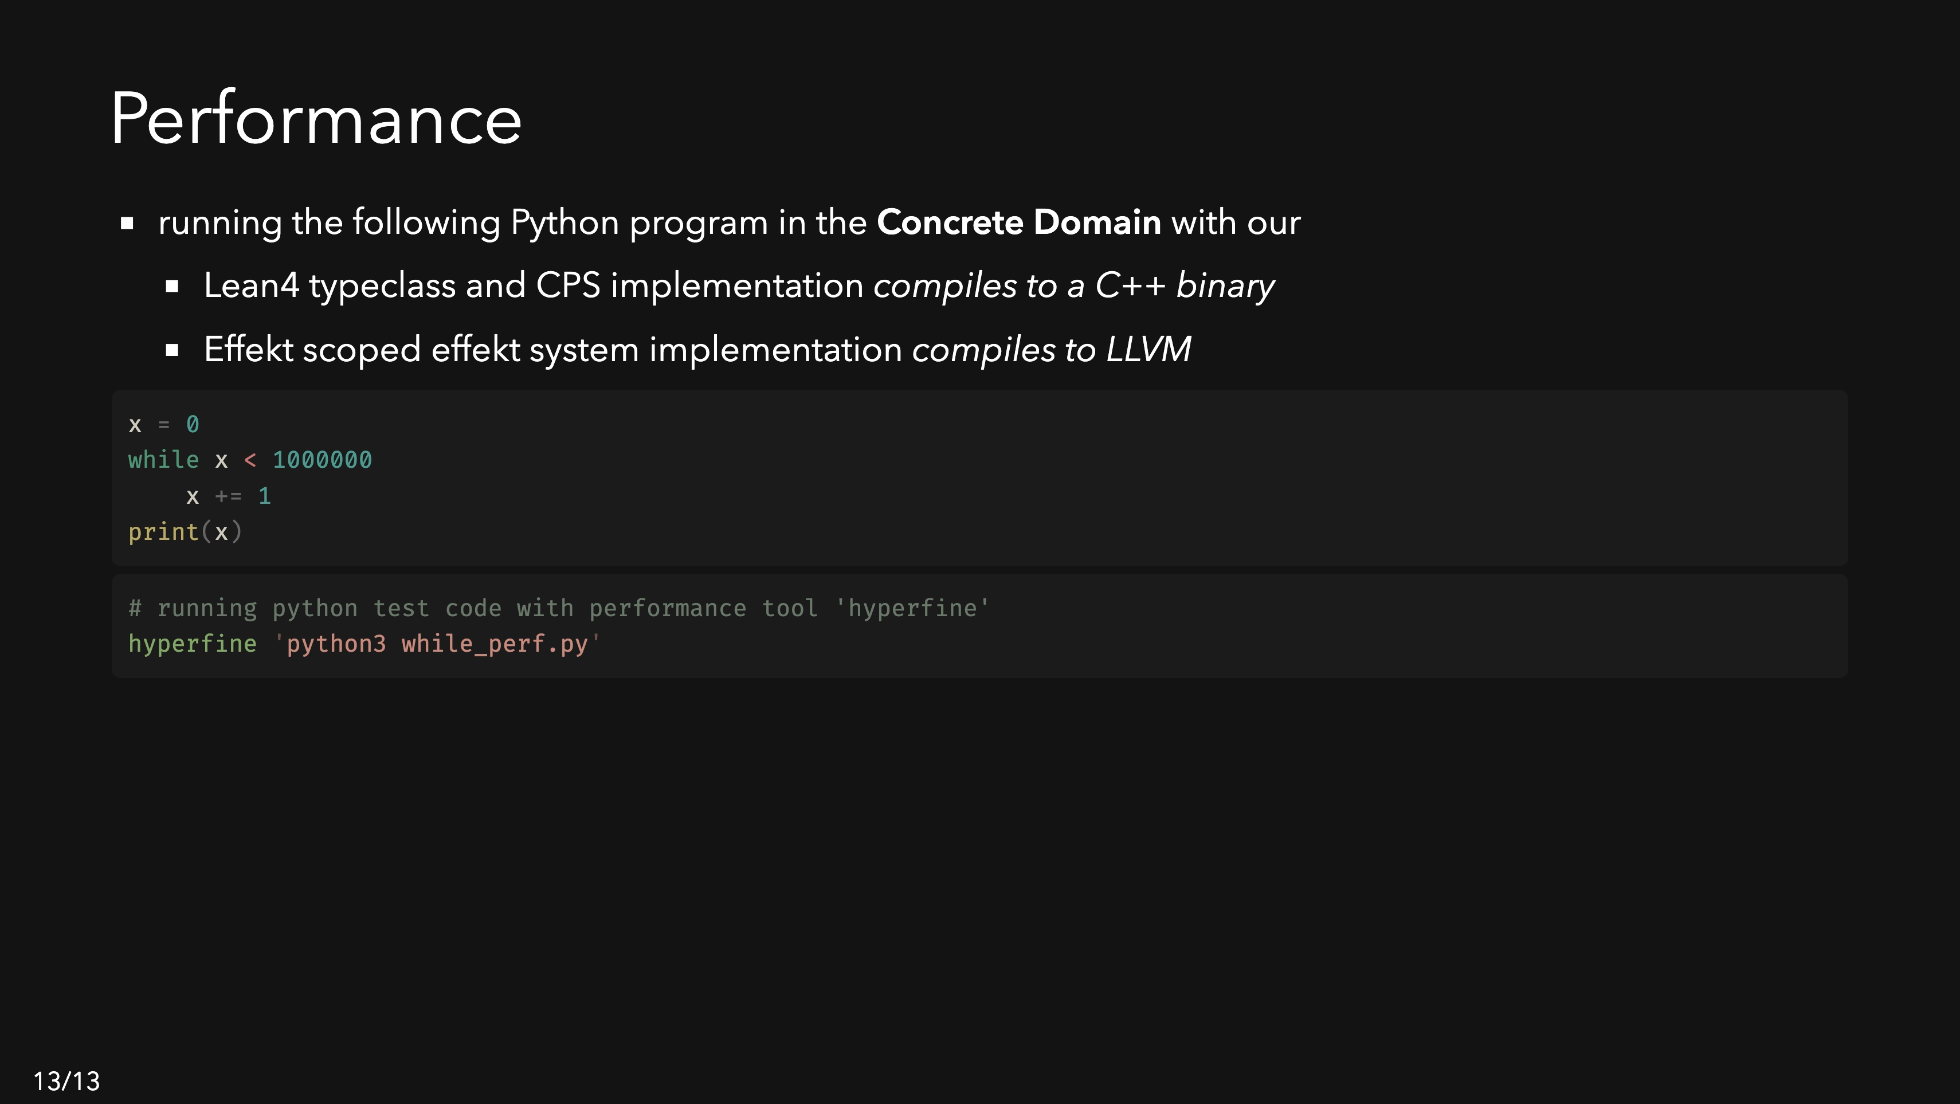 Performance
running the following Python program in the Concrete Domain with our
Lean4 typeclass and CPS implementation compiles to a C++ binary
Effekt scoped effekt system implementation compiles to LLVM
x = 0
while x < 1000000
    x += 1
print(x)
# running python test code with performance tool 'hyperfine'
hyperfine 'python3 while_perf.py'
13/13